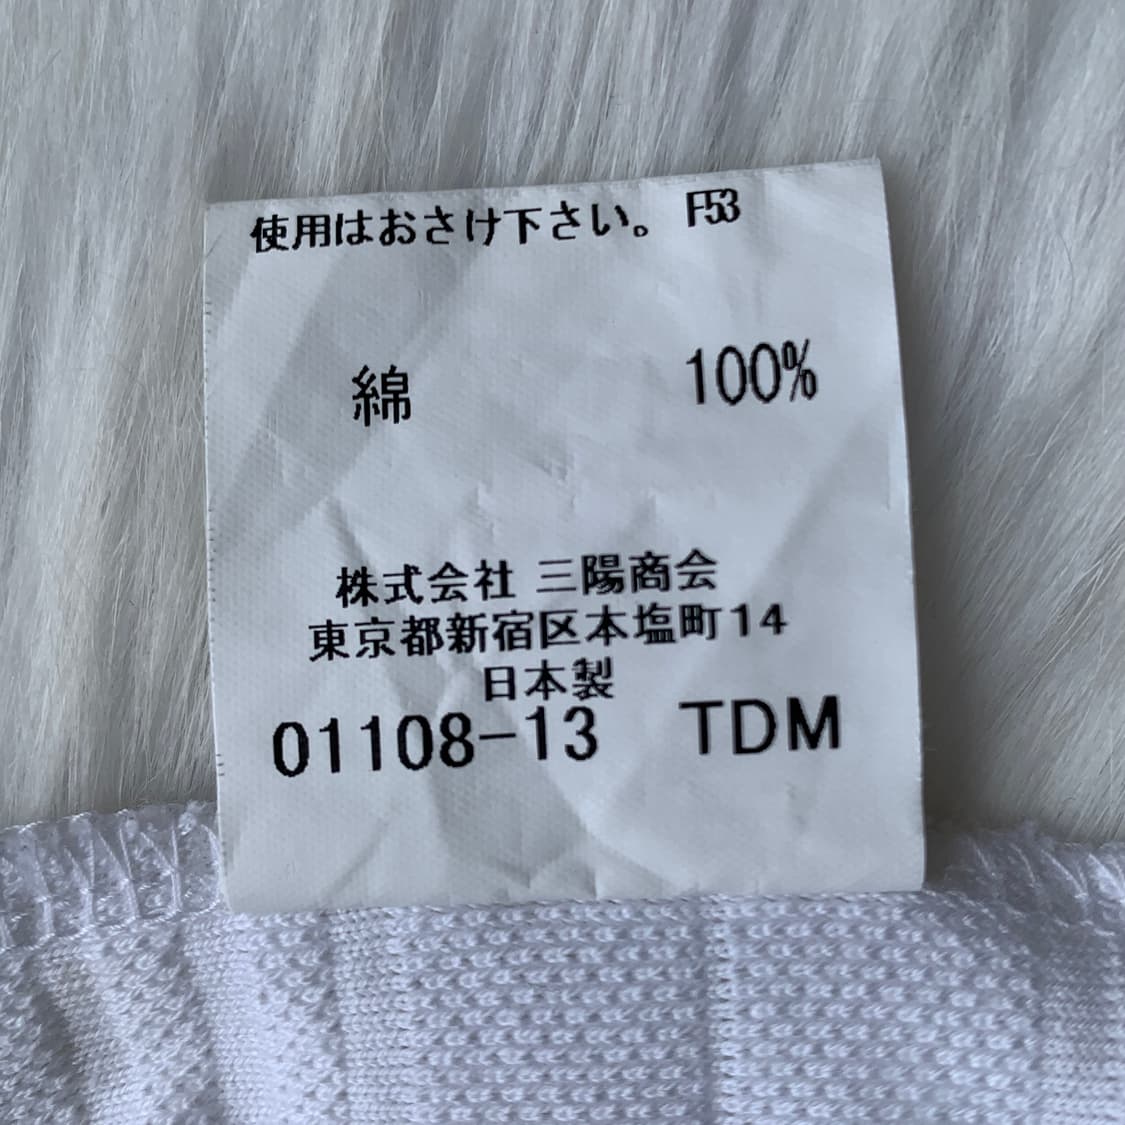 使用はおさけ下さい。 F53
綿 100%
株式会社 三陽商会
東京都新宿区本塩町14
日本製
01108-13 TDM